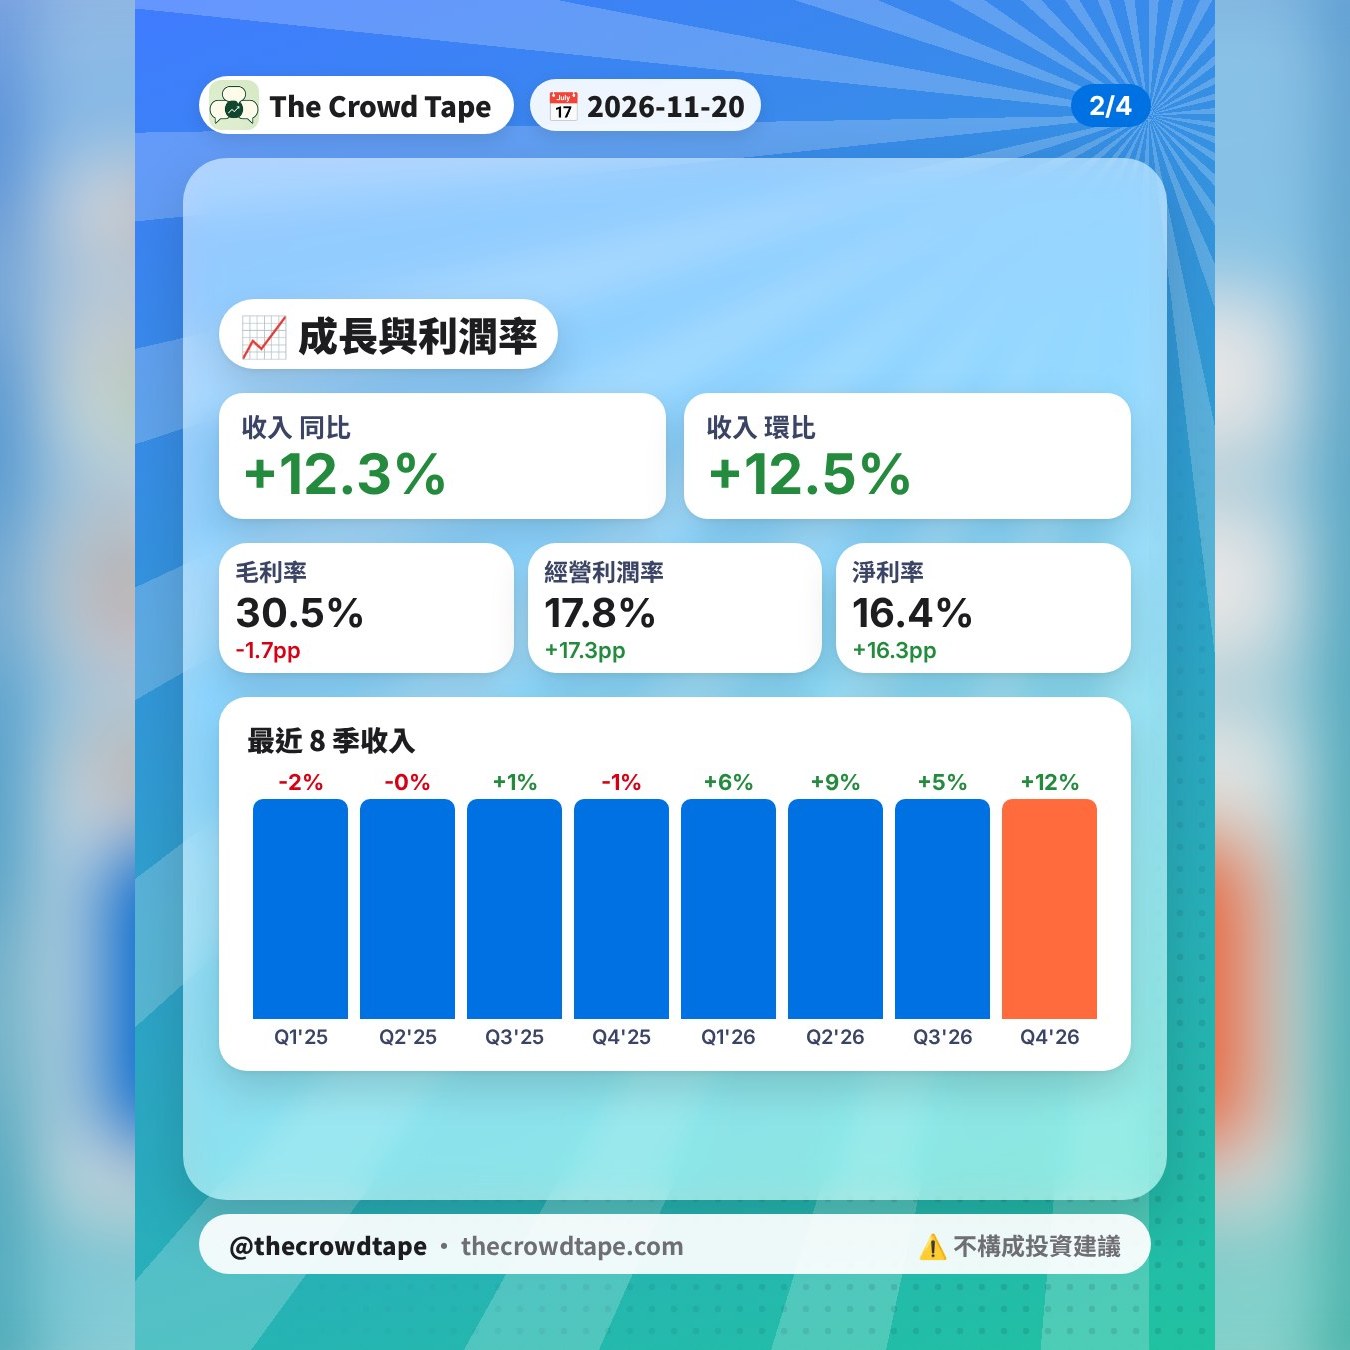 The Crowd Tape
July
17
2026-11-20
2/4
📈 成長與利潤率
收入 同比
+12.3%
收入 環比
+12.5%
毛利率
30.5%
-1.7pp
經營利潤率
17.8%
+17.3pp
淨利率
16.4%
+16.3pp
最近 8 季收入
-2% -0% +1% -1% +6% +9% +5% +12%
Q1'25 Q2'25 Q3'25 Q4'25 Q1'26 Q2'26 Q3'26 Q4'26
@thecrowdtape • thecrowdtape.com
⚠️ 不構成投資建議